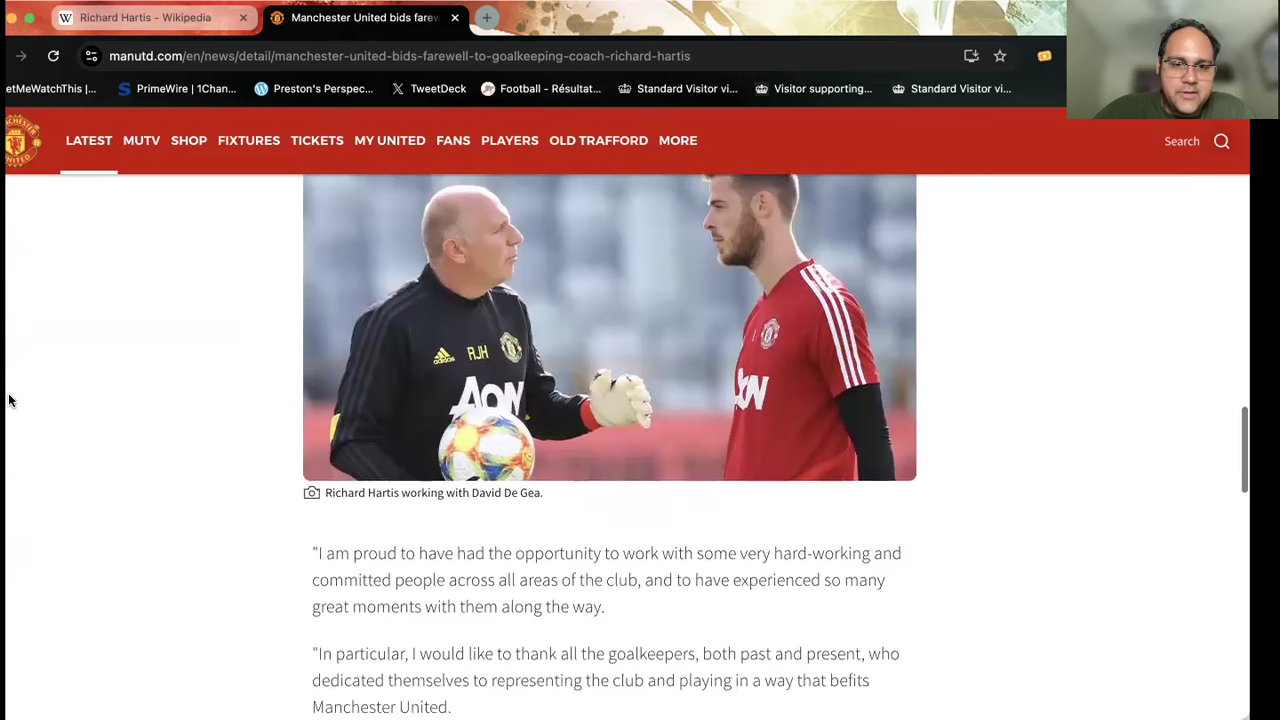 Richard Hartis - Wikipedia
Manchester United bids farew
manutd.com/en/news/detail/manchester-united-bids-farewell-to-goalkeeping-coach-richard-hartis
etMeWatchThis |...
PrimeWire | 1Chan...
Preston's Perspec...
TweetDeck
Football - Résultat...
Standard Visitor vi...
Visitor supporting...
Standard Visitor vi...
LATEST MUTV SHOP FIXTURES TICKETS MY UNITED FANS PLAYERS OLD TRAFFORD MORE
Search
adidas
RJH
AON
AON
Richard Hartis working with David De Gea.
"I am proud to have had the opportunity to work with some very hard-working and
committed people across all areas of the club, and to have experienced so many
great moments with them along the way.
"In particular, I would like to thank all the goalkeepers, both past and present, who
dedicated themselves to representing the club and playing in a way that befits
Manchester United.